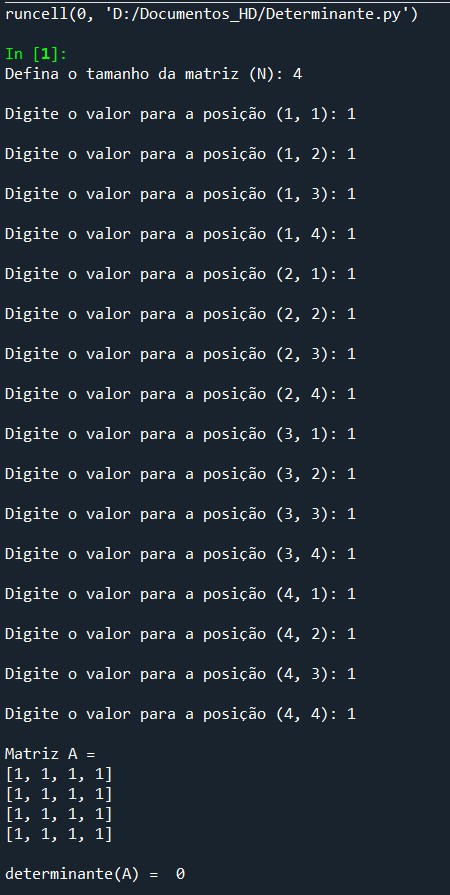 runcell(0, 'D:/Documentos_HD/Determinante.py')
In [1]:
Defina o tamanho da matriz (N): 4
Digite o valor para a posição (1, 1): 1
Digite o valor para a posição (1, 2): 1
Digite o valor para a posição (1, 3): 1
Digite o valor para a posição (1, 4): 1
Digite o valor para a posição (2, 1): 1
Digite o valor para a posição (2, 2): 1
Digite o valor para a posição (2, 3): 1
Digite o valor para a posição (2, 4): 1
Digite o valor para a posição (3, 1): 1
Digite o valor para a posição (3, 2): 1
Digite o valor para a posição (3, 3): 1
Digite o valor para a posição (3, 4): 1
Digite o valor para a posição (4, 1): 1
Digite o valor para a posição (4, 2): 1
Digite o valor para a posição (4, 3): 1
Digite o valor para a posição (4, 4): 1
Matriz A =
[1, 1, 1, 1]
[1, 1, 1, 1]
[1, 1, 1, 1]
[1, 1, 1, 1]
determinante(A) =  0